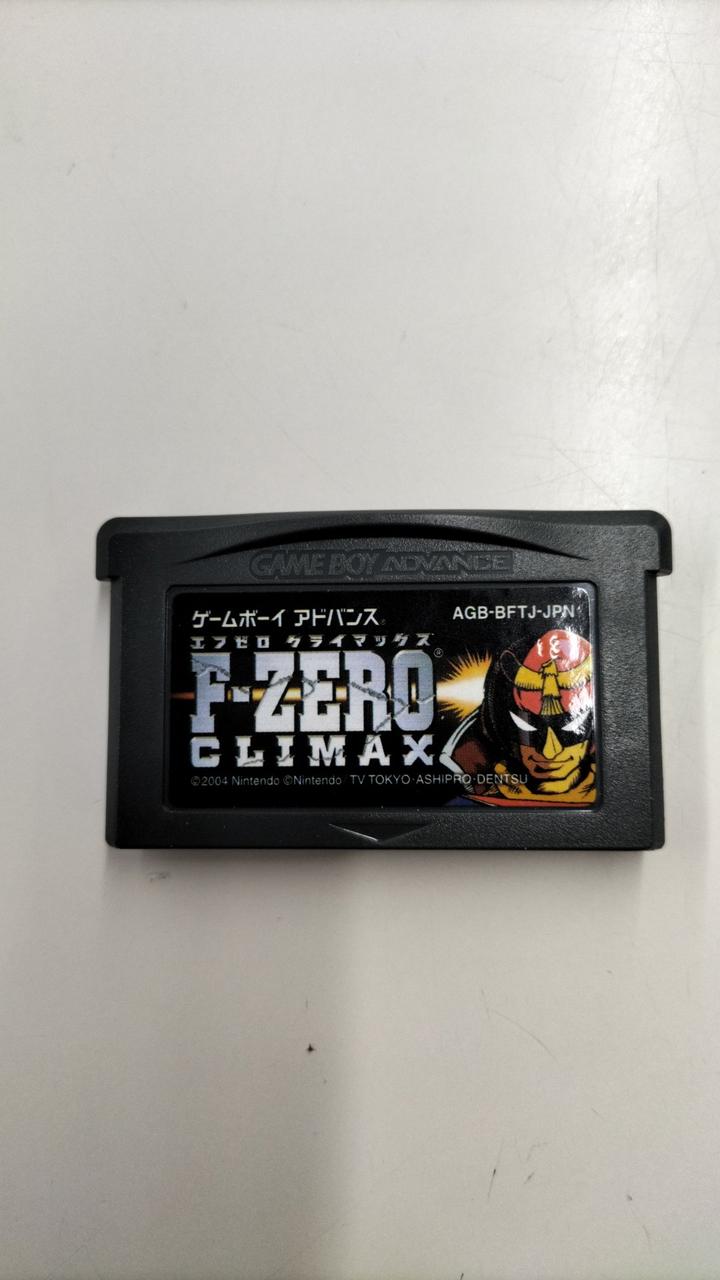 GAME BOY ADVANCE
ゲームボーイ アドバンス®
AGB-BFTJ-JPN
エフゼロ クライマックス
F-ZERO®
CLIMAX
©2004 Nintendo ©Nintendo TV TOKYO·ASHIPRO·DENTSU